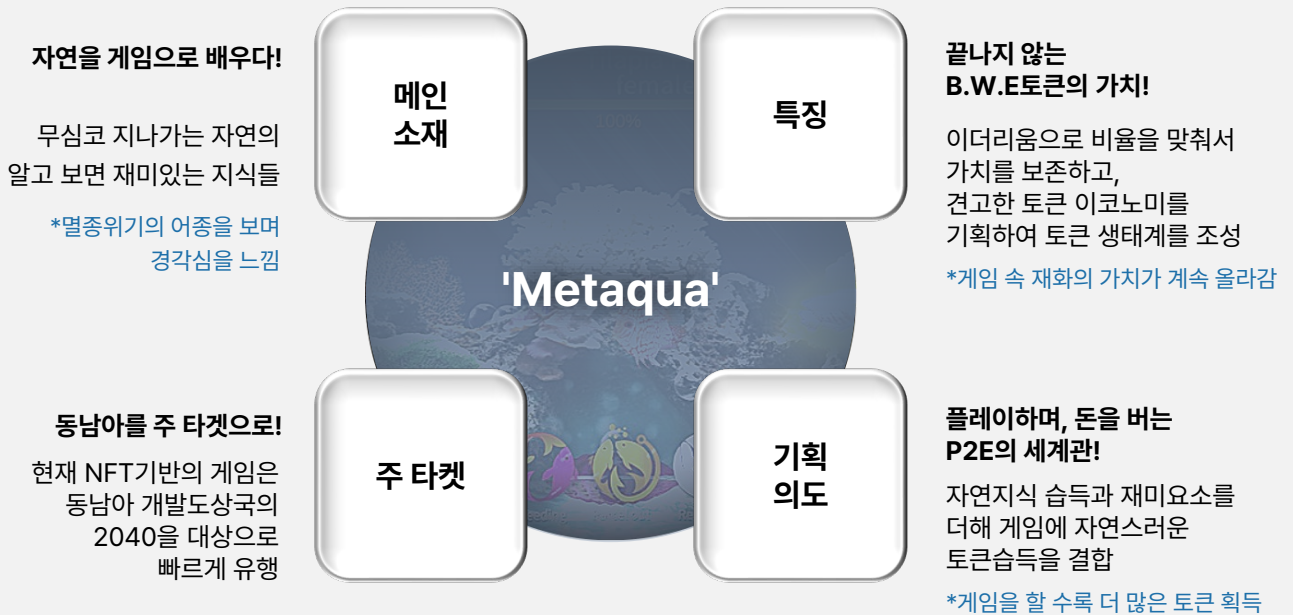 자연을 게임으로 배우다!
무심코 지나가는 자연의
알고 보면 재미있는 지식들
*멸종위기의 어종을 보며
경각심을 느낌
메인
소재
특징
끝나지 않는
B.W.E토큰의 가치!
이더리움으로 비율을 맞춰서
가치를 보존하고,
견고한 토큰 이코노미를
기획하여 토큰 생태계를 조성
*게임 속 재화의 가치가 계속 올라감
100%
'Metaqua'
동남아를 주 타겟으로!
현재 NFT기반의 게임은
동남아 개발도상국의
2040을 대상으로
빠르게 유행
주 타켓
기획
의도
플레이하며, 돈을 버는
P2E의 세계관!
자연지식 습득과 재미요소를
더해 게임에 자연스러운
토큰습득을 결합
*게임을 할 수록 더 많은 토큰 획득